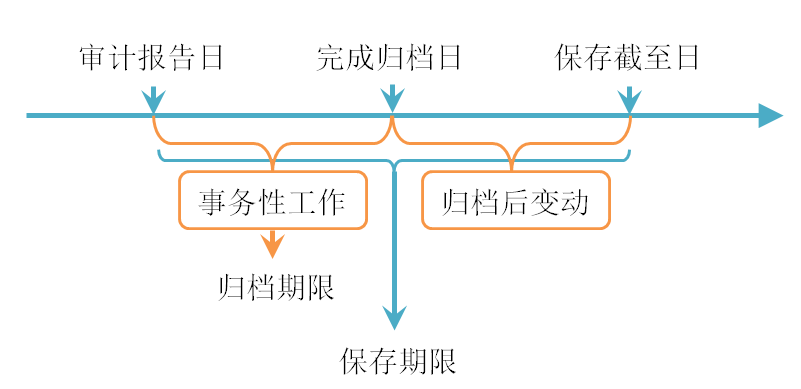 审计报告日
完成归档日
保存截至日
事务性工作
归档后变动
归档期限
保存期限